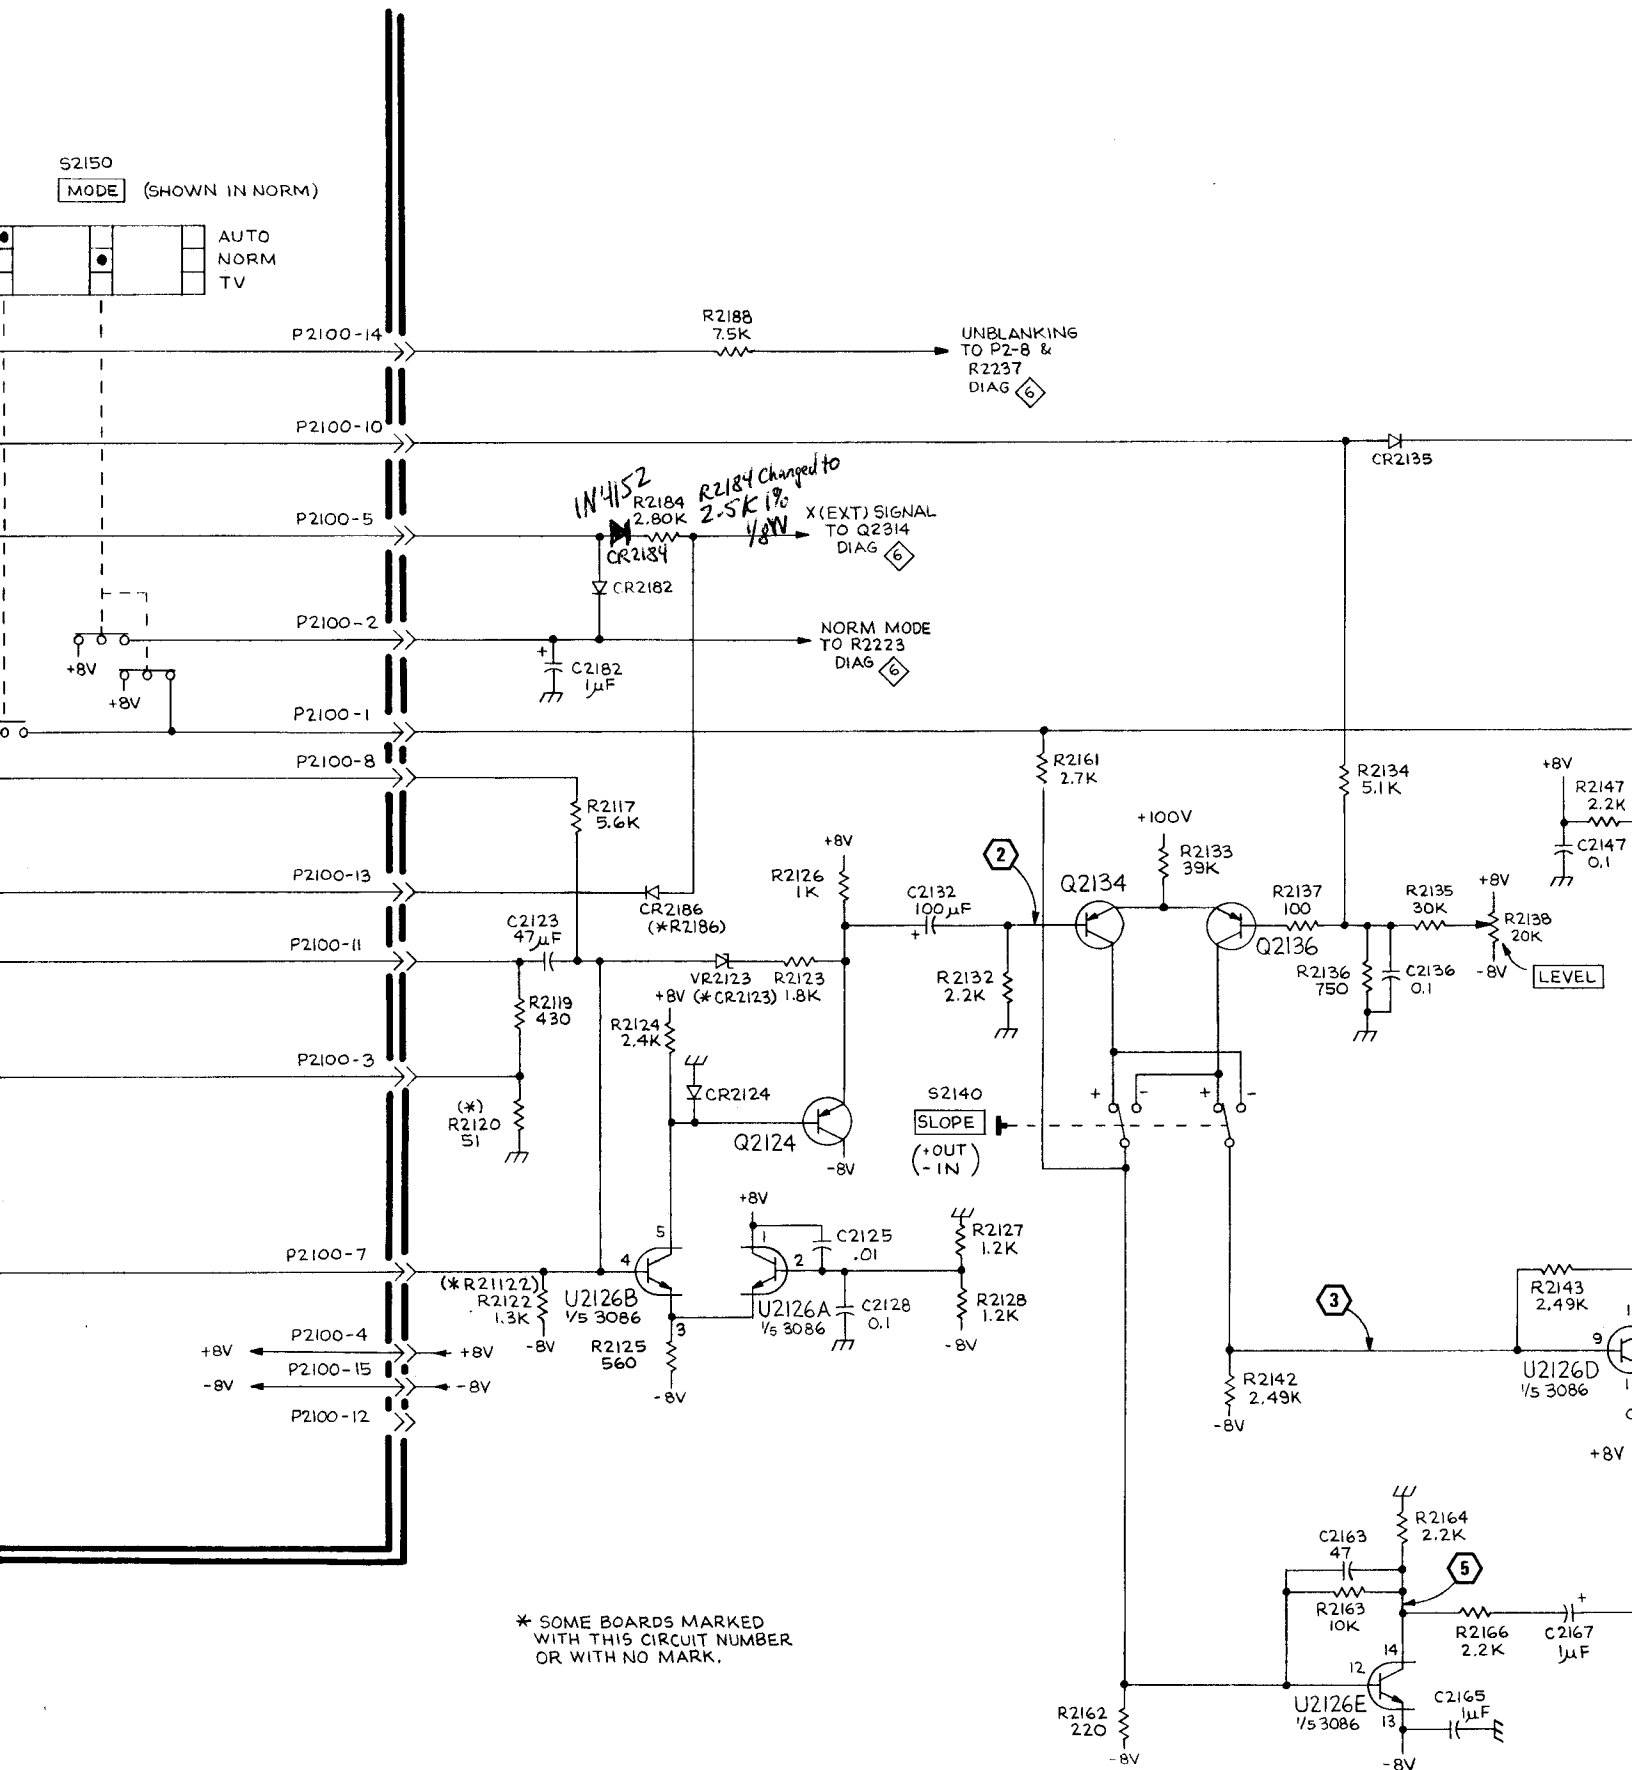 S2150
MODE (SHOWN IN NORM)
AUTO
NORM
TV
P2100-14
R2188
7.5K
UNBLANKING
TO P2-8 &
R2237
DIAG 6
P2100-10
CR2135
1N4152
R2184 Changed to
2.5K 1%
1/8W
P2100-5
R2184
2.80K
CR2184
X(EXT) SIGNAL
TO Q2314
DIAG 6
CR2182
P2100-2
NORM MODE
TO R2223
DIAG 6
+8V
+8V
+
C2182
1µF
P2100-1
P2100-8
R2161
2.7K
R2134
5.1K
+8V
R2147
2.2K
C2147
0.1
R2117
5.6K
+8V
R2126
1K
2
+100V
R2133
39K
P2100-13
CR2186
(*R2186)
C2132
100µF
+
Q2134
Q2136
R2137
100
R2135
30K
+8V
R2138
20K
-8V
LEVEL
P2100-11
C2123
47µF
VR2123
(*CR2123)
R2123
1.8K
R2132
2.2K
R2136
750
C2136
0.1
R2119
430
+8V
R2124
2.4K
P2100-3
CR2124
(*)
R2120
51
Q2124
-8V
S2140
SLOPE
(+OUT
-IN)
+ -
+ -
P2100-7
+8V
5
1
C2125
.01
R2127
1.2K
4
2
(*R21122)
R2122
1.3K
-8V
U2126B
1/5 3086
3
U2126A
1/5 3086
C2128
0.1
R2128
1.2K
-8V
3
R2143
2.49K
9
U2126D
1/5 3086
1
1
+8V
P2100-4
+8V
+8V
P2100-15
-8V
-8V
P2100-12
R2125
560
-8V
R2142
2.49K
-8V
R2164
2.2K
C2163
47
5
R2163
10K
R2166
2.2K
+
C2167
1µF
* SOME BOARDS MARKED
WITH THIS CIRCUIT NUMBER
OR WITH NO MARK.
14
12
U2126E
1/5 3086
13
C2165
1µF
R2162
220
-8V
-8V